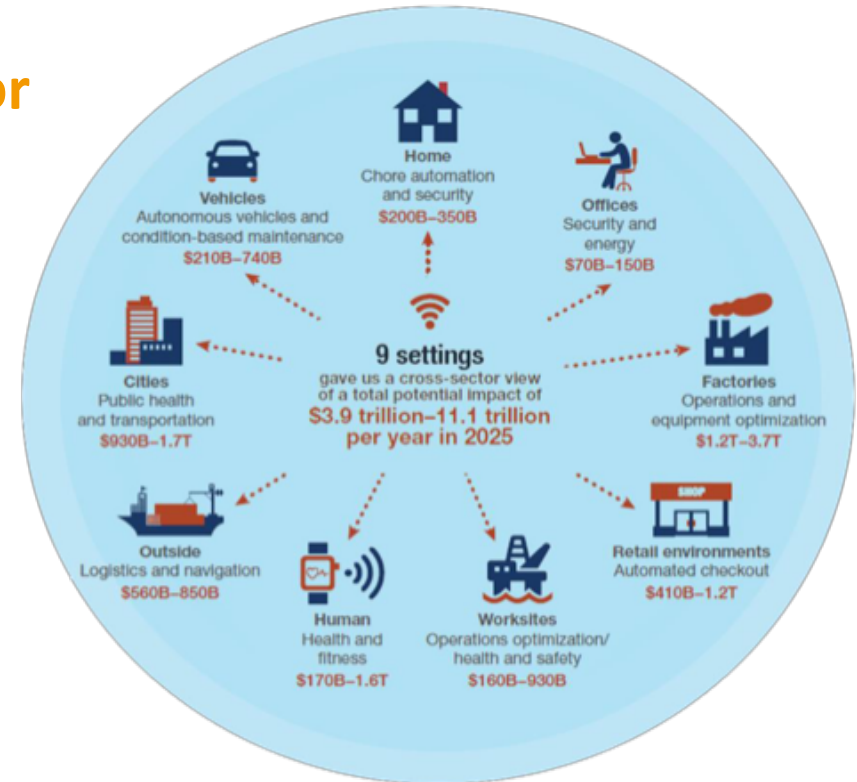 or
Home
Chore automation
and security
$200B–350B
Vehicles
Autonomous vehicles and
condition-based maintenance
$210B–740B
Offices
Security and
energy
$70B–150B
9 settings
gave us a cross-sector view
of a total potential impact of
$3.9 trillion–11.1 trillion
per year in 2025
Cities
Public health
and transportation
$930B–1.7T
Factories
Operations and
equipment optimization
$1.2T–3.7T
Outside
Logistics and navigation
$560B–850B
SHOP
Retail environments
Automated checkout
$410B–1.2T
Human
Health and
fitness
$170B–1.6T
Worksites
Operations optimization/
health and safety
$160B–930B